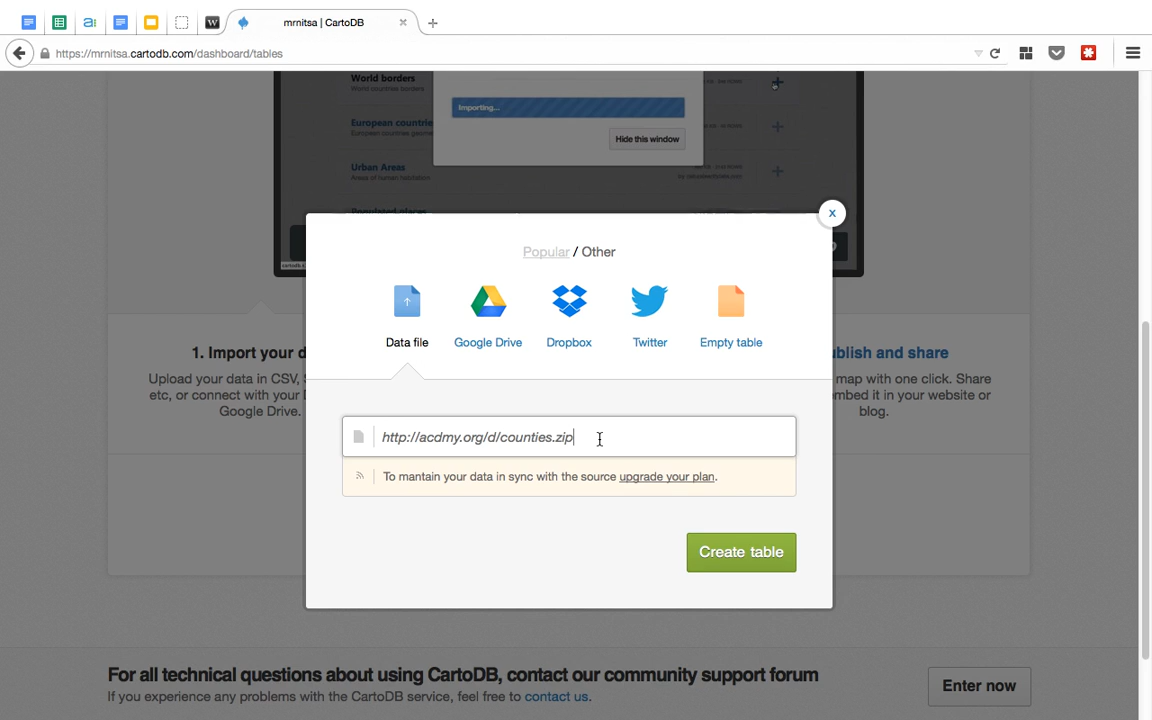 mrnitsa | CartoDB
https://mrnitsa.cartodb.com/dashboard/tables
World borders
World countries borders
European countrie
European countries geome
Urban Areas
Areas of human habitation
Importing...
Hide this window
Popular / Other
Data file
Google Drive
Dropbox
Twitter
Empty table
http://acdmy.org/d/counties.zip
To mantain your data in sync with the source upgrade your plan.
Create table
1. Import your d
Upload your data in CSV, S
etc, or connect with your
Google Drive.
blish and share
map with one click. Share
mbed it in your website or
blog.
For all technical questions about using CartoDB, contact our community support forum
If you experience any problems with the CartoDB service, feel free to contact us.
Enter now